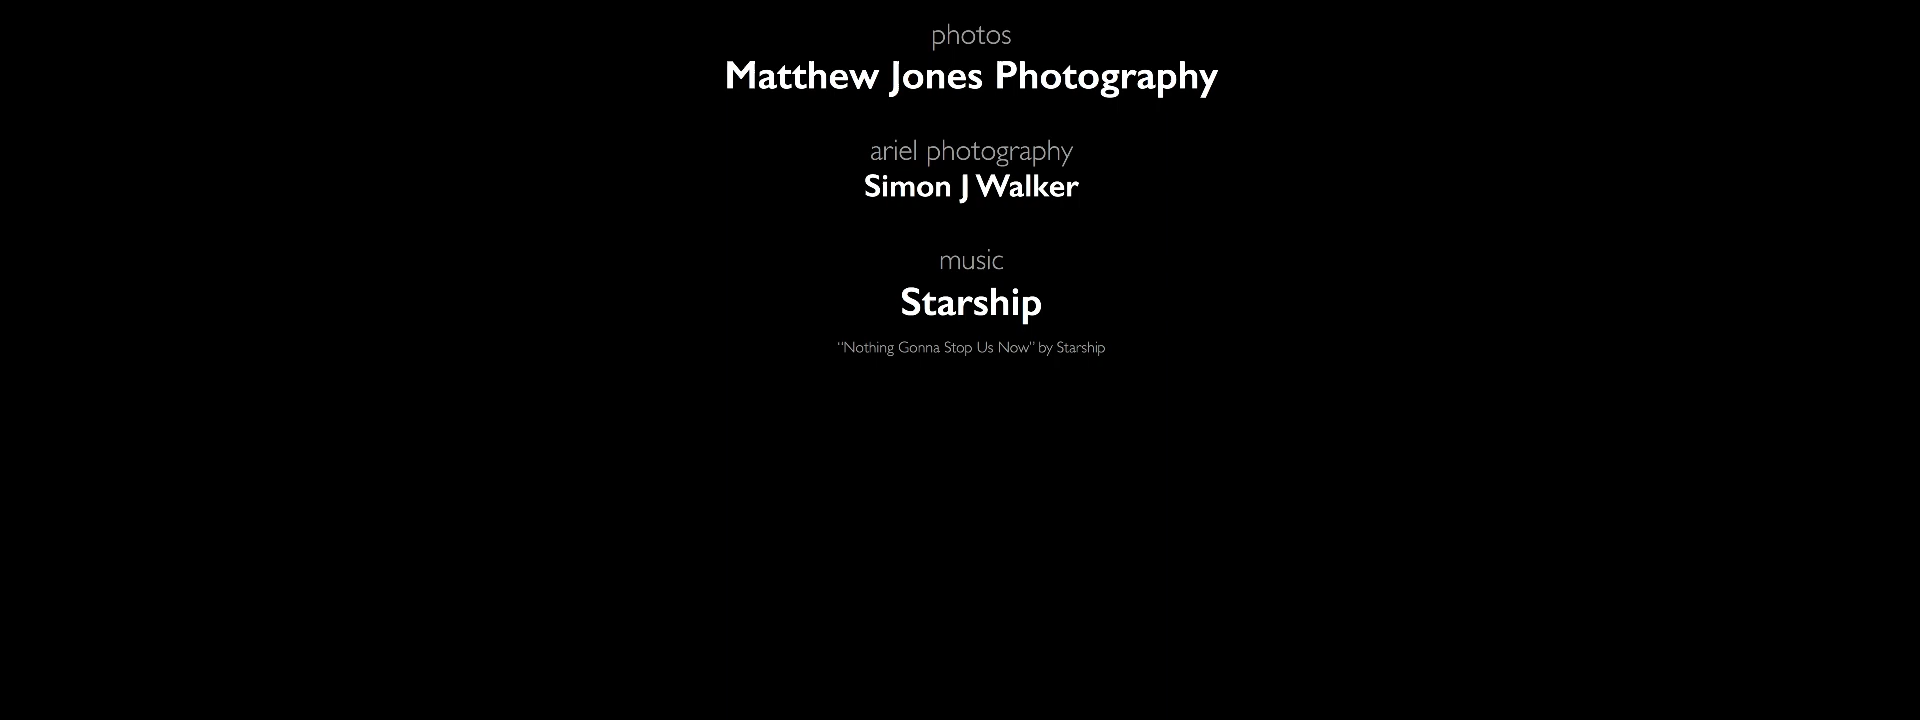 photos
Matthew Jones Photography
ariel photography
Simon J Walker
music
Starship
“Nothing Gonna Stop Us Now” by Starship